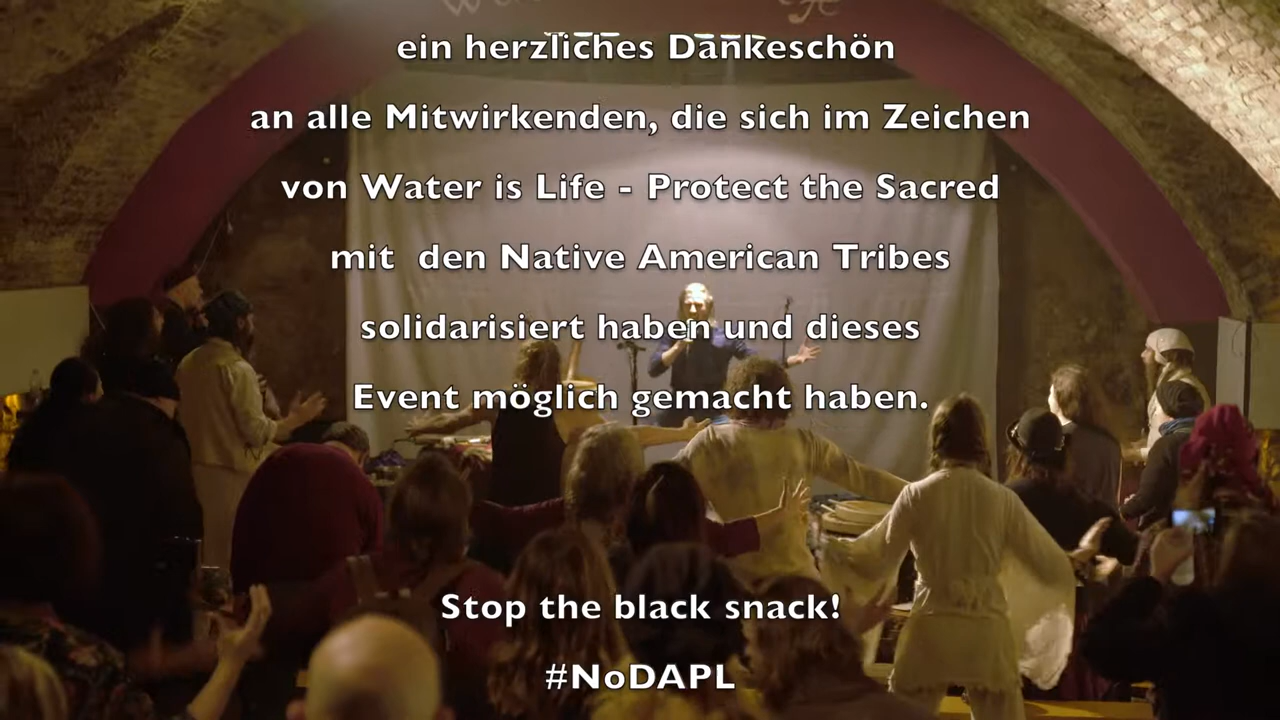 ein herzliches Dankeschön
an alle Mitwirkenden, die sich im Zeichen
von Water is Life - Protect the Sacred
mit  den Native American Tribes
solidarisiert haben und dieses
Event möglich gemacht haben.
Stop the black snack!
#NoDAPL